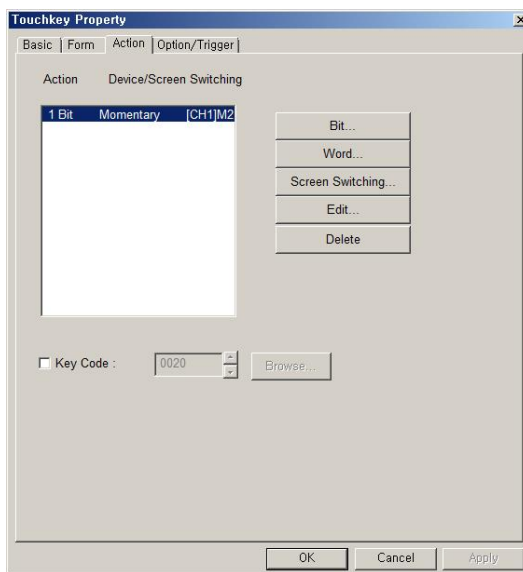 Touchkey Property
Basic Form Action Option/Trigger
Action Device/Screen Switching
1 Bit Momentary [CH1]M2
Bit...
Word...
Screen Switching...
Edit...
Delete
Key Code : 0020 Browse...
OK Cancel Apply